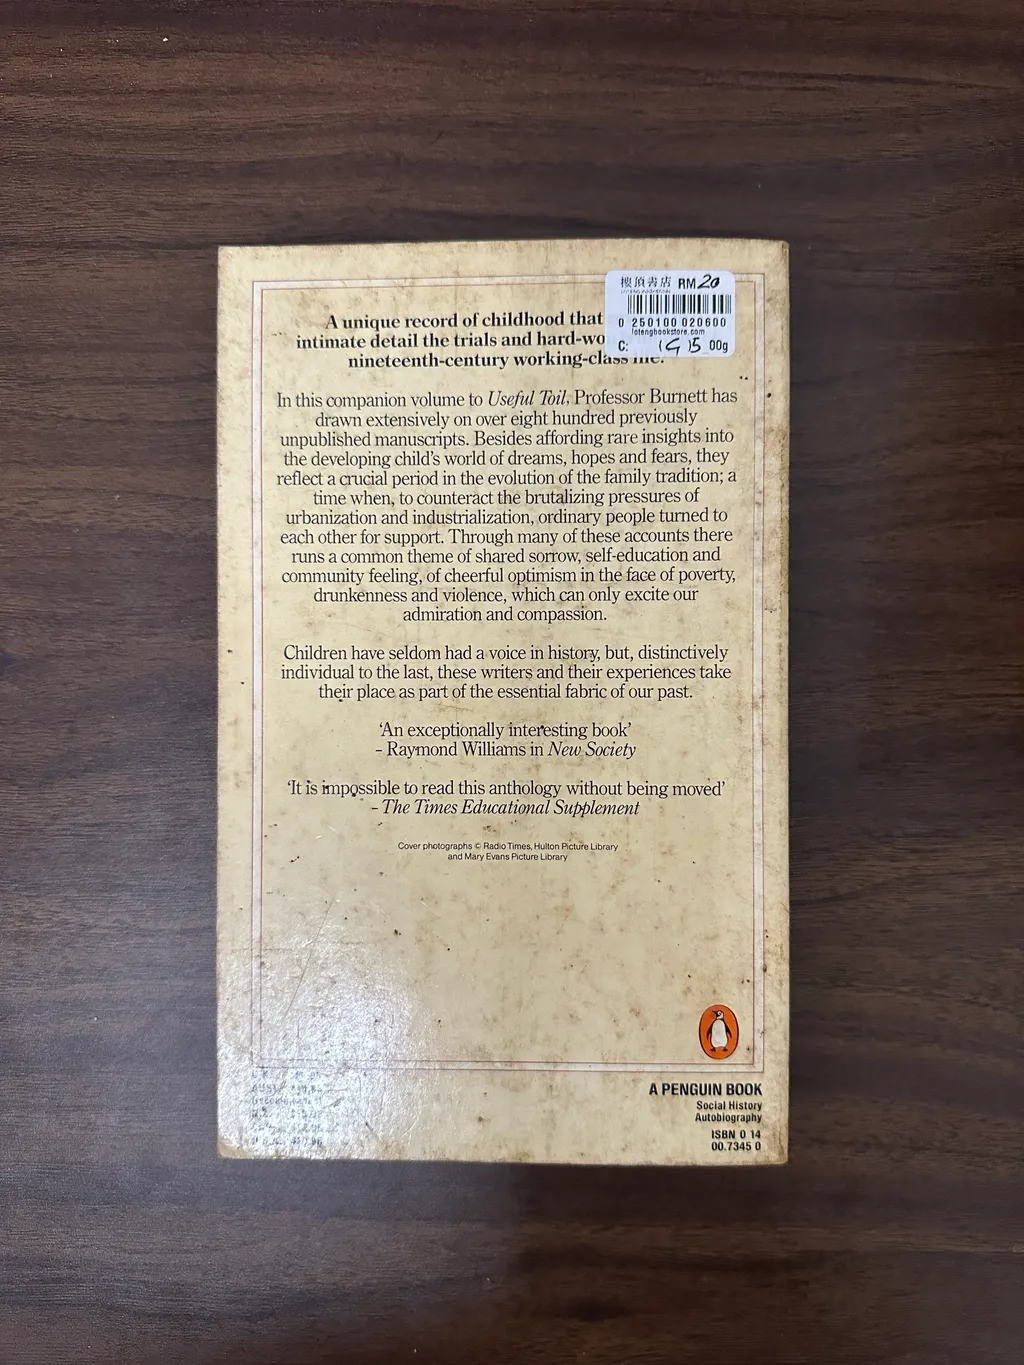 樓頂書店 RM20
0 250100 020600
lotengbookstore.com
C: (G)5 00g
A unique record of childhood that
intimate detail the trials and
nineteenth-century working-class life.
In this companion volume to Useful Toil, Professor Burnett has
drawn extensively on over eight hundred previously
unpublished manuscripts. Besides affording rare insights into
the developing child's world of dreams, hopes and fears, they
reflect a crucial period in the evolution of the family tradition; a
time when, to counteract the brutalizing pressures of
urbanization and industrialization, ordinary people turned to
each other for support. Through many of these accounts there
runs a common theme of shared sorrow, self-education and
community feeling, of cheerful optimism in the face of poverty,
drunkenness and violence, which can only excite our
admiration and compassion.
Children have seldom had a voice in history, but, distinctively
individual to the last, these writers and their experiences take
their place as part of the essential fabric of our past.
'An exceptionally interesting book'
– Raymond Williams in New Society
'It is impossible to read this anthology without being moved'
– The Times Educational Supplement
Cover photographs © Radio Times, Hulton Picture Library
and Mary Evans Picture Library
A PENGUIN BOOK
Social History
Autobiography
ISBN 0 14
00.7345 0